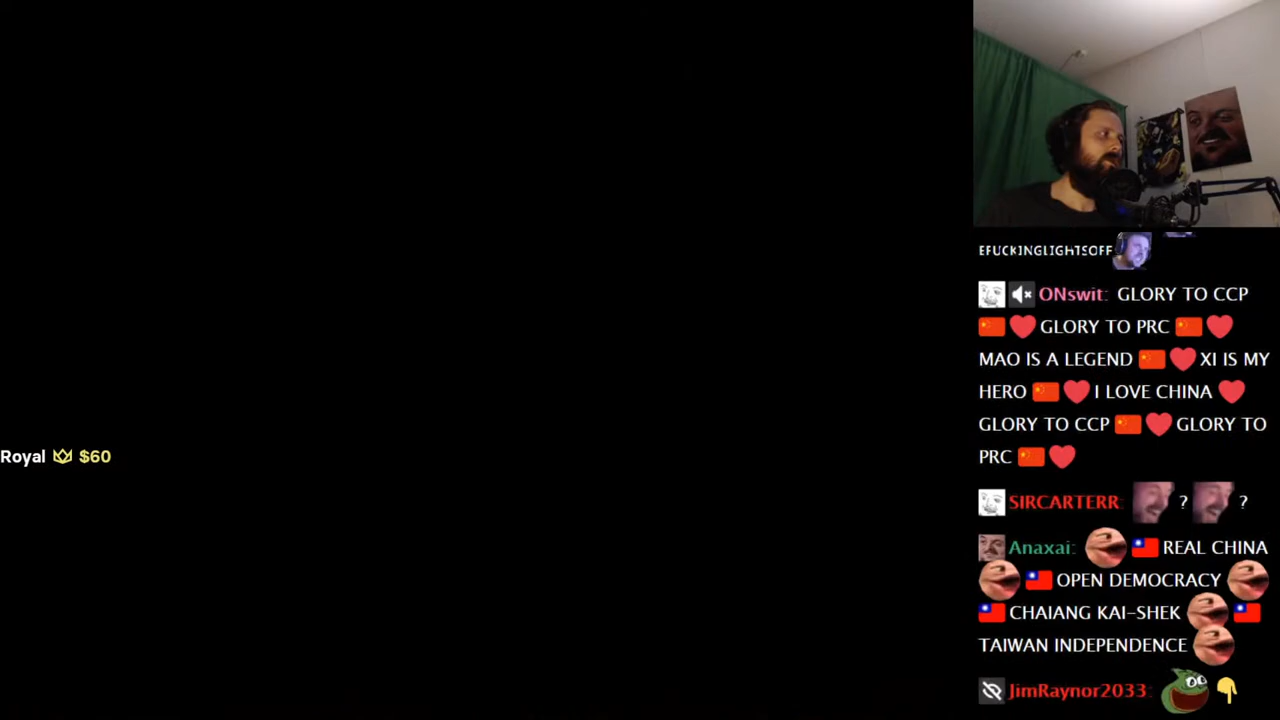 EFUCKINGLIGHTSOFF
ONswit: GLORY TO CCP
🇨🇳 ❤️ GLORY TO PRC 🇨🇳 ❤️
MAO IS A LEGEND 🇨🇳 ❤️ XI IS MY
HERO 🇨🇳 ❤️ I LOVE CHINA ❤️
GLORY TO CCP 🇨🇳 ❤️ GLORY TO
PRC 🇨🇳 ❤️
Royal $60
SIRCARTERR: ? ?
Anaxai: 🇹🇼 REAL CHINA
🇹🇼 OPEN DEMOCRACY
🇹🇼 CHAIANG KAI-SHEK 🇹🇼
TAIWAN INDEPENDENCE
JimRaynor2033: 👇